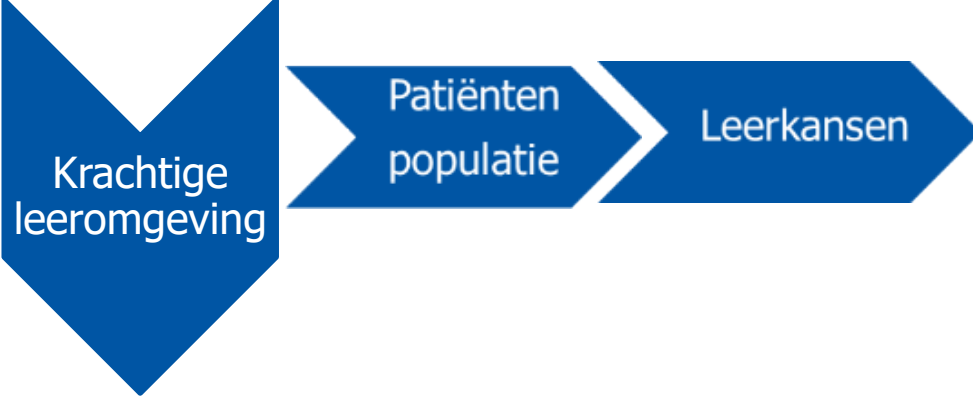 Krachtige
leeromgeving
Patiënten
populatie
Leerkansen